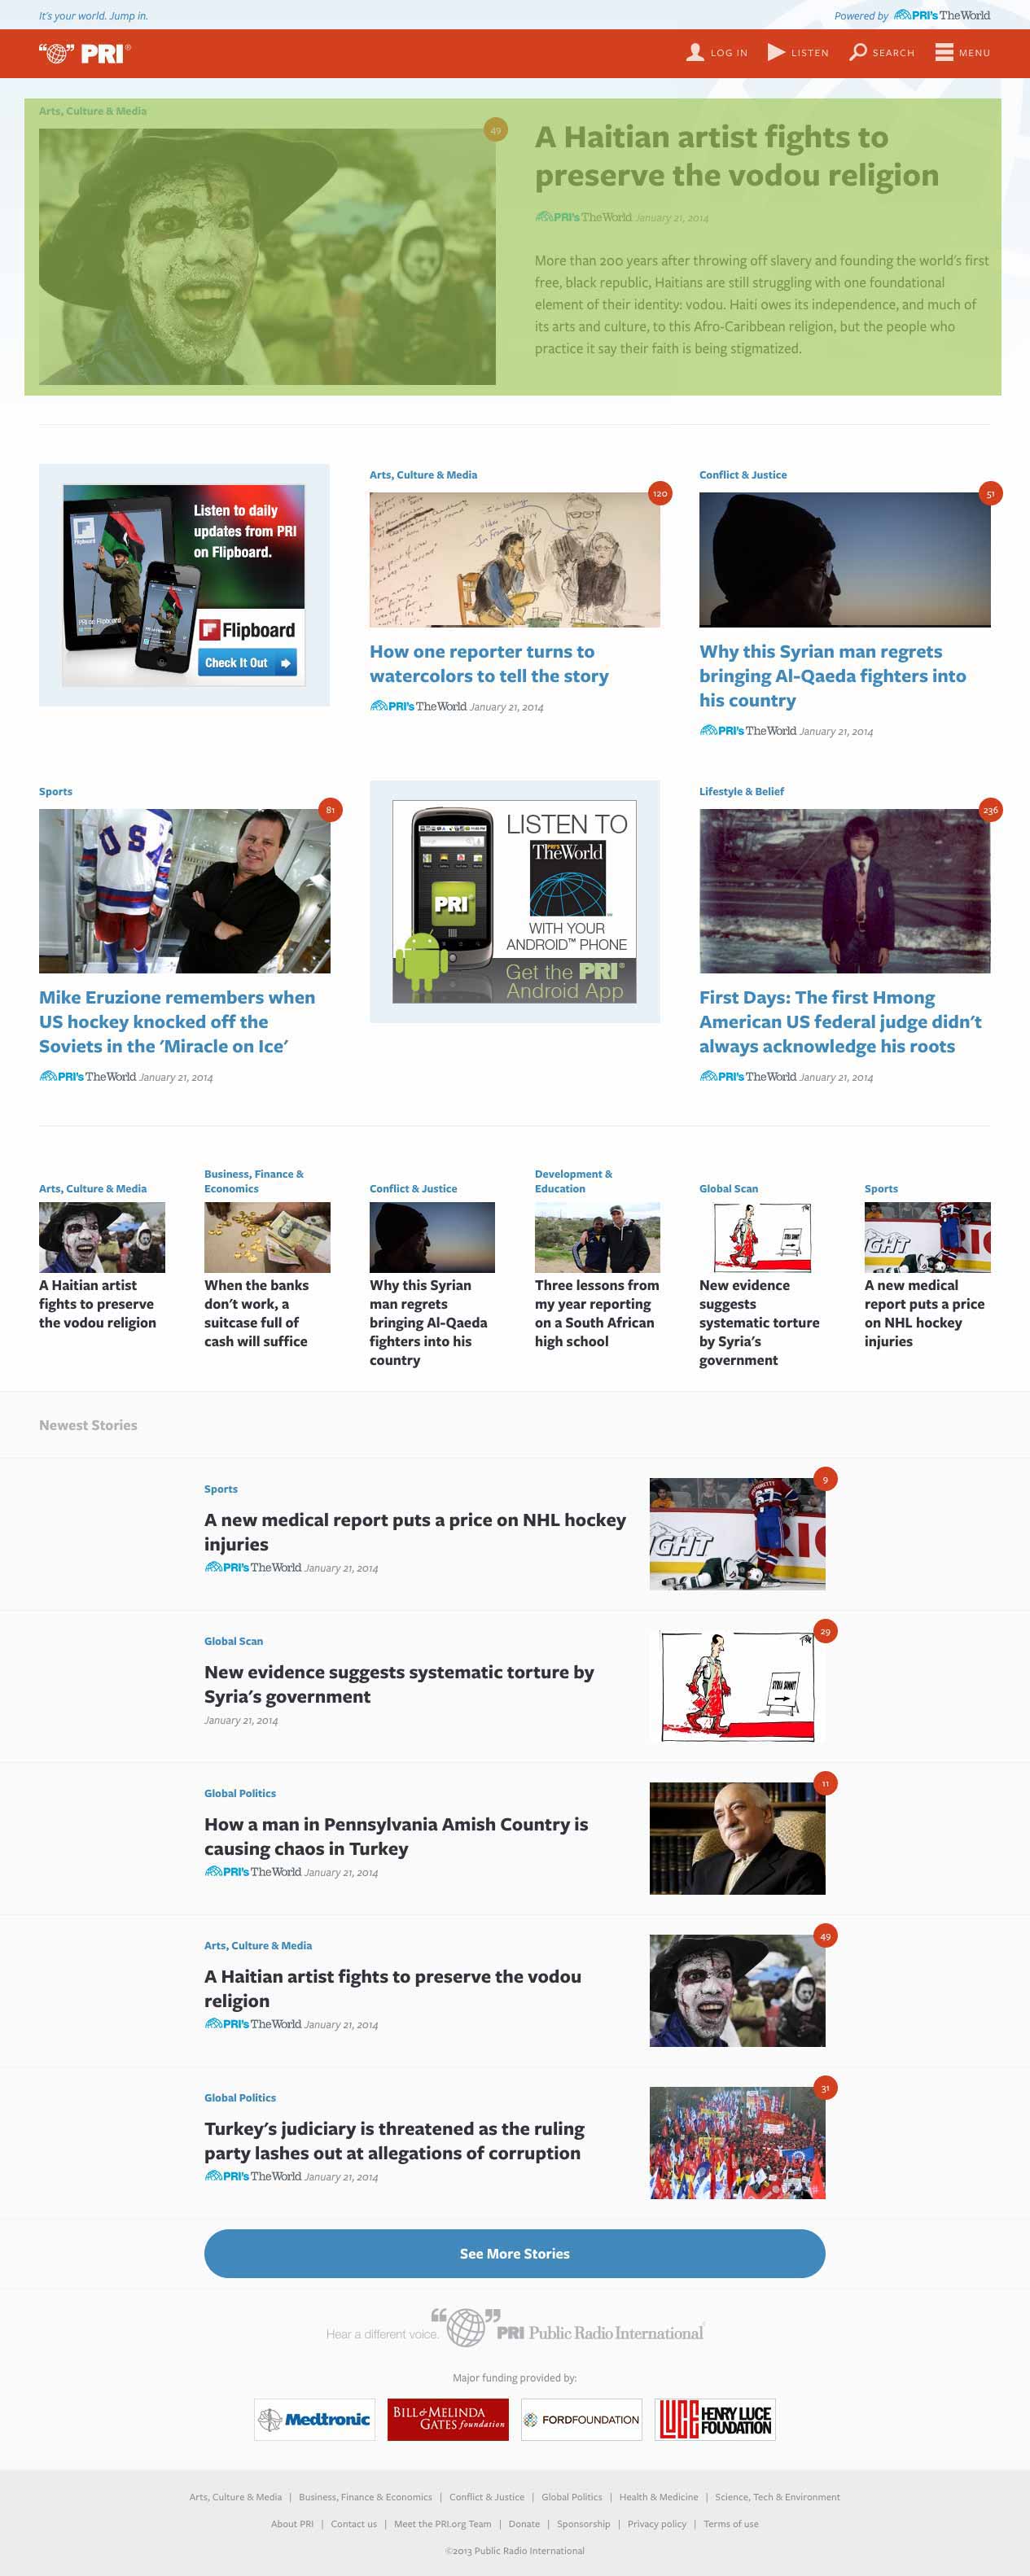 It's your world. Jump in.
Powered by PRI's The World
PRI®
LOG IN
LISTEN
SEARCH
MENU
Arts, Culture & Media
49
A Haitian artist fights to
preserve the vodou religion
PRI's The World January 21, 2014
More than 200 years after throwing off slavery and founding the world's first
free, black republic, Haitians are still struggling with one foundational
element of their identity: vodou. Haiti owes its independence, and much of
its arts and culture, to this Afro-Caribbean religion, but the people who
practice it say their faith is being stigmatized.
Listen to daily
updates from PRI
on Flipboard.
Flipboard
Check It Out
Arts, Culture & Media
120
How one reporter turns to
watercolors to tell the story
PRI's The World January 21, 2014
Conflict & Justice
51
Why this Syrian man regrets
bringing Al-Qaeda fighters into
his country
PRI's The World January 21, 2014
Sports
81
USA
Mike Eruzione remembers when
US hockey knocked off the
Soviets in the 'Miracle on Ice'
PRI's The World January 21, 2014
LISTEN TO
PRI's
The World
PRI
WITH YOUR
ANDROID™ PHONE
Get the PRI®
Android App
Lifestyle & Belief
236
First Days: The first Hmong
American US federal judge didn't
always acknowledge his roots
PRI's The World January 21, 2014
Arts, Culture & Media
A Haitian artist
fights to preserve
the vodou religion
Business, Finance &
Economics
When the banks
don't work, a
suitcase full of
cash will suffice
Conflict & Justice
Why this Syrian
man regrets
bringing Al-Qaeda
fighters into his
country
Development &
Education
Three lessons from
my year reporting
on a South African
high school
Global Scan
New evidence
suggests
systematic torture
by Syria's
government
Sports
A new medical
report puts a price
on NHL hockey
injuries
Newest Stories
Sports
9
A new medical report puts a price on NHL hockey
injuries
PRI's The World January 21, 2014
Global Scan
29
New evidence suggests systematic torture by
Syria's government
January 21, 2014
SYRIA SUMMIT
Global Politics
11
How a man in Pennsylvania Amish Country is
causing chaos in Turkey
PRI's The World January 21, 2014
Arts, Culture & Media
49
A Haitian artist fights to preserve the vodou
religion
PRI's The World January 21, 2014
Global Politics
31
Turkey's judiciary is threatened as the ruling
party lashes out at allegations of corruption
PRI's The World January 21, 2014
See More Stories
Hear a different voice. PRI Public Radio International
Major funding provided by:
Medtronic
BILL & MELINDA
GATES foundation
FORDFOUNDATION
LUCE HENRY LUCE
FOUNDATION
Arts, Culture & Media | Business, Finance & Economics | Conflict & Justice | Global Politics | Health & Medicine | Science, Tech & Environment
About PRI | Contact us | Meet the PRI.org Team | Donate | Sponsorship | Privacy policy | Terms of use
©2013 Public Radio International